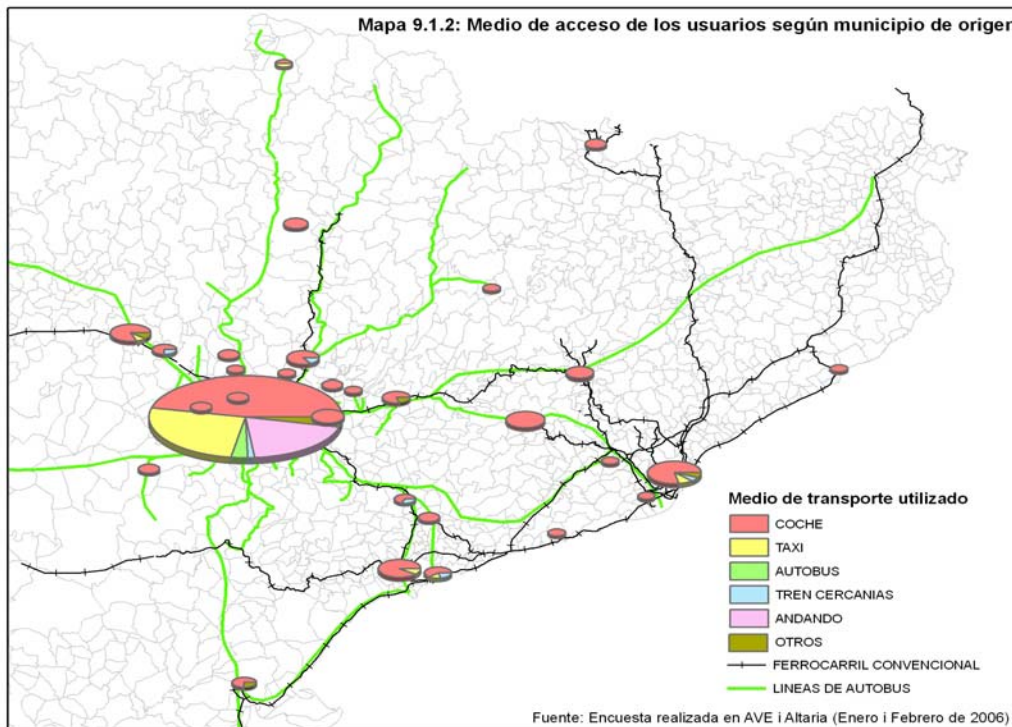 Mapa 9.1.2: Medio de acceso de los usuarios según municipio de origen
Medio de transporte utilizado
COCHE
TAXI
AUTOBUS
TREN CERCANIAS
ANDANDO
OTROS
FERROCARRIL CONVENCIONAL
LINEAS DE AUTOBUS
Fuente: Encuesta realizada en AVE i Altaria (Enero i Febrero de 2006)